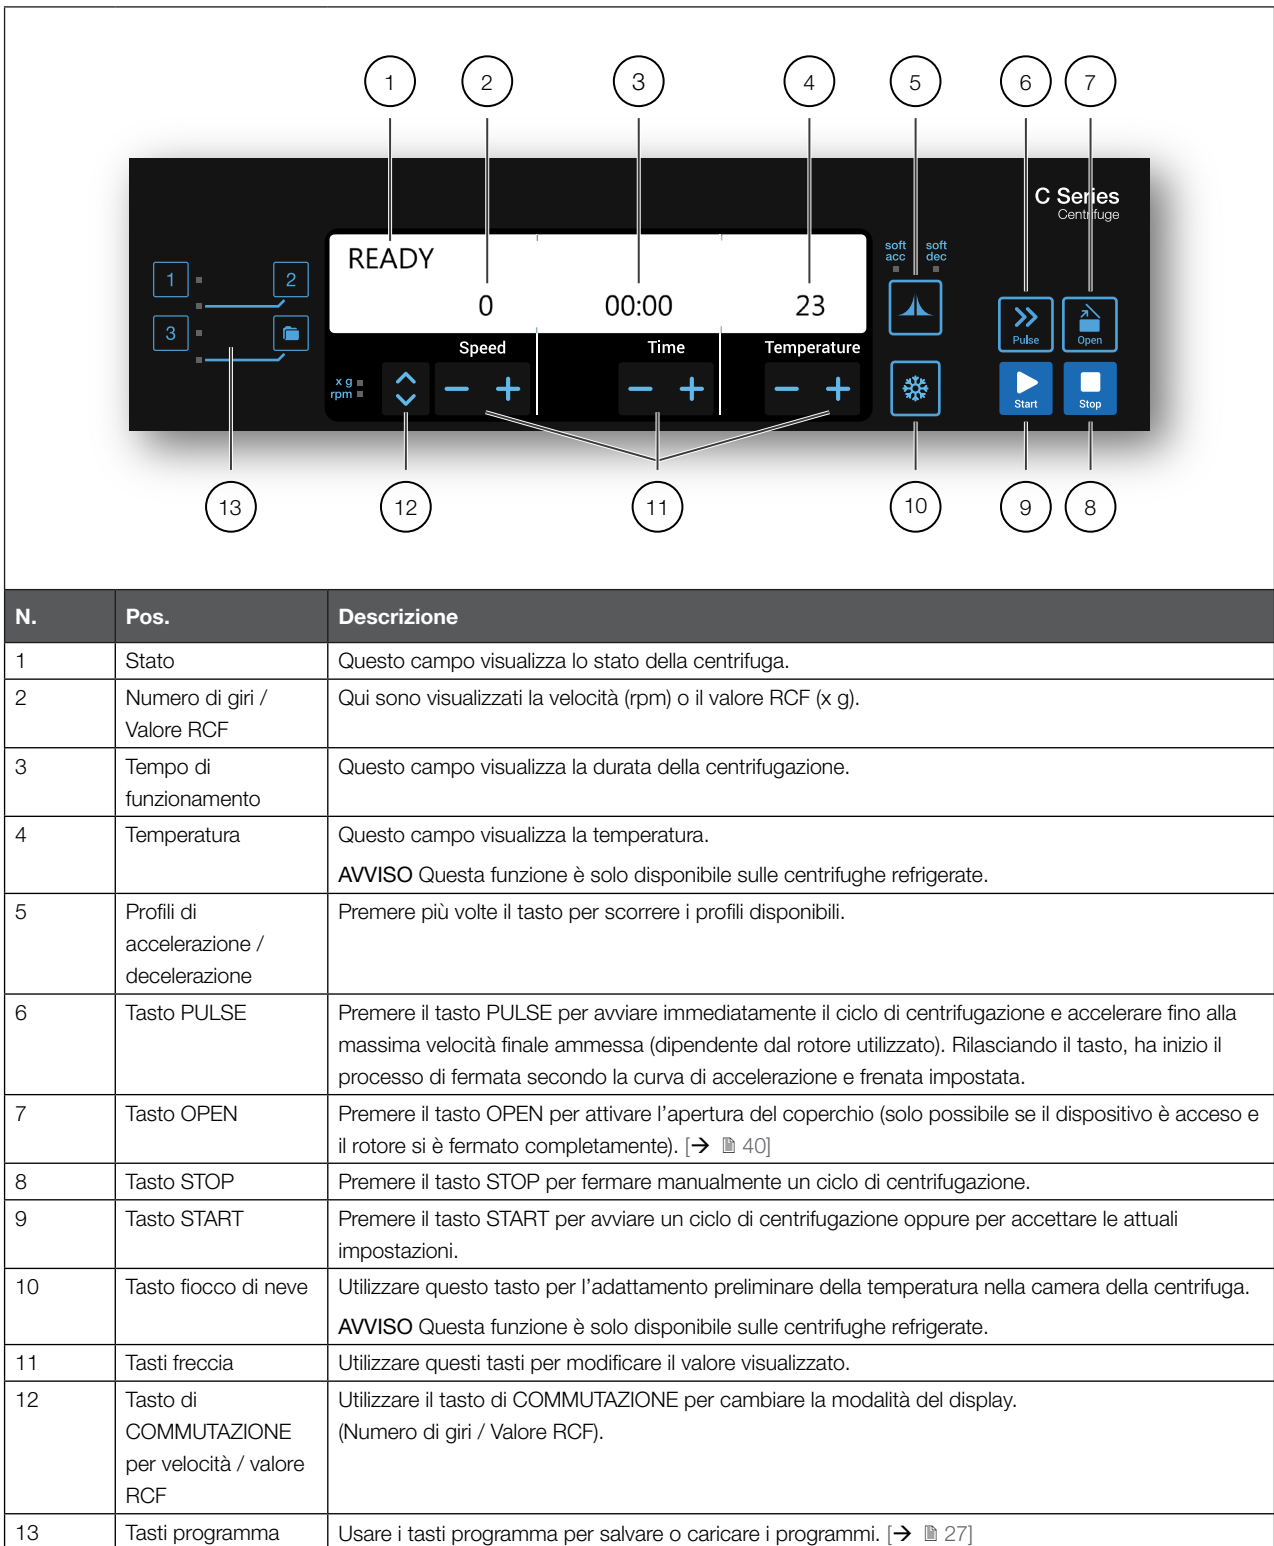 1 2 3 4 5 6 7
C Series
Centrifuge
READY
0 00:00 23
soft acc
soft dec
1 2
3
Speed Time Temperature
x g
rpm
Pulse Open
Start Stop
13 12 11 10 9 8
N. Pos. Descrizione
1 Stato Questo campo visualizza lo stato della centrifuga.
2 Numero di giri / Qui sono visualizzati la velocità (rpm) o il valore RCF (x g).
Valore RCF
3 Tempo di Questo campo visualizza la durata della centrifugazione.
funzionamento
4 Temperatura Questo campo visualizza la temperatura.
AVVISO Questa funzione è solo disponibile sulle centrifughe refrigerate.
5 Profili di Premere più volte il tasto per scorrere i profili disponibili.
accelerazione /
decelerazione
6 Tasto PULSE Premere il tasto PULSE per avviare immediatamente il ciclo di centrifugazione e accelerare fino alla
massima velocità finale ammessa (dipendente dal rotore utilizzato). Rilasciando il tasto, ha inizio il
processo di fermata secondo la curva di accelerazione e frenata impostata.
7 Tasto OPEN Premere il tasto OPEN per attivare l'apertura del coperchio (solo possibile se il dispositivo è acceso e
il rotore si è fermato completamente). [→ 40]
8 Tasto STOP Premere il tasto STOP per fermare manualmente un ciclo di centrifugazione.
9 Tasto START Premere il tasto START per avviare un ciclo di centrifugazione oppure per accettare le attuali
impostazioni.
10 Tasto fiocco di neve Utilizzare questo tasto per l'adattamento preliminare della temperatura nella camera della centrifuga.
AVVISO Questa funzione è solo disponibile sulle centrifughe refrigerate.
11 Tasti freccia Utilizzare questi tasti per modificare il valore visualizzato.
12 Tasto di Utilizzare il tasto di COMMUTAZIONE per cambiare la modalità del display.
COMMUTAZIONE (Numero di giri / Valore RCF).
per velocità / valore
RCF
13 Tasti programma Usare i tasti programma per salvare o caricare i programmi. [→ 27]